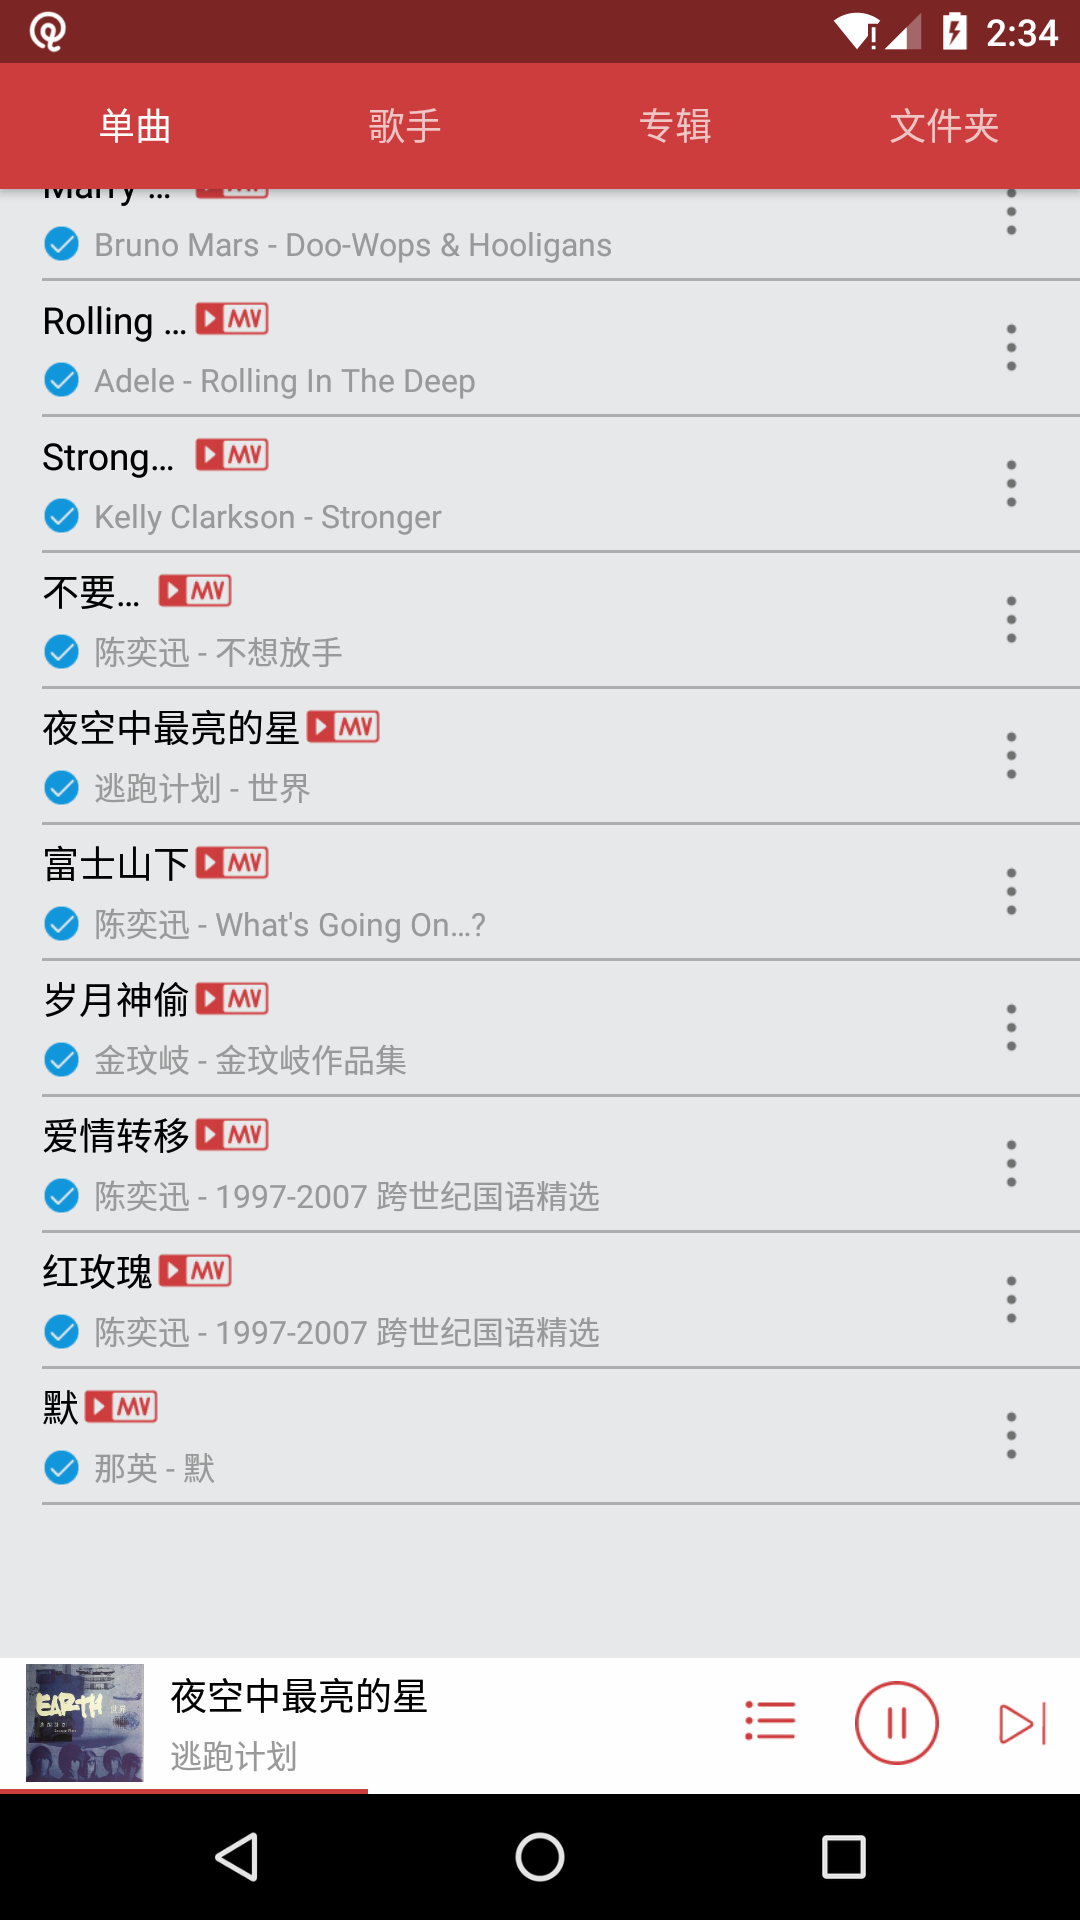 2:34
单曲 歌手 专辑 文件夹
Marry ... MV
Bruno Mars - Doo-Wops & Hooligans
Rolling ... MV
Adele - Rolling In The Deep
Strong... MV
Kelly Clarkson - Stronger
不要... MV
陈奕迅 - 不想放手
夜空中最亮的星 MV
逃跑计划 - 世界
富士山下 MV
陈奕迅 - What's Going On...?
岁月神偷 MV
金玟岐 - 金玟岐作品集
爱情转移 MV
陈奕迅 - 1997-2007 跨世纪国语精选
红玫瑰 MV
陈奕迅 - 1997-2007 跨世纪国语精选
默 MV
那英 - 默
EARTH 世界
夜空中最亮的星
逃跑计划